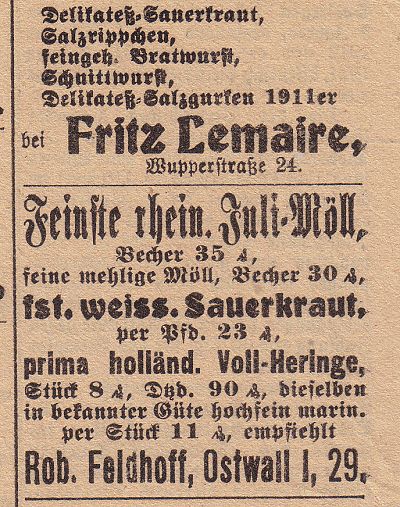 Delikateß-Sauerkraut,
Salzrippchen,
feingeh. Bratwurst,
Schnittwurst,
Delikateß-Salzgurken 1911er
bei Fritz Lemaire,
Wupperstraße 24.
Feinste rhein. Juli-Möll,
Becher 35 ₰,
feine mehlige Möll, Becher 30 ₰,
fst. weiss. Sauerkraut,
per Pfd. 23 ₰,
prima holländ. Voll-Heringe,
Stück 8 ₰, Dtzd. 90 ₰, dieselben
in bekannter Güte hochfein marin.
per Stück 11 ₰, empfiehlt
Rob. Feldhoff, Ostwall I, 29.